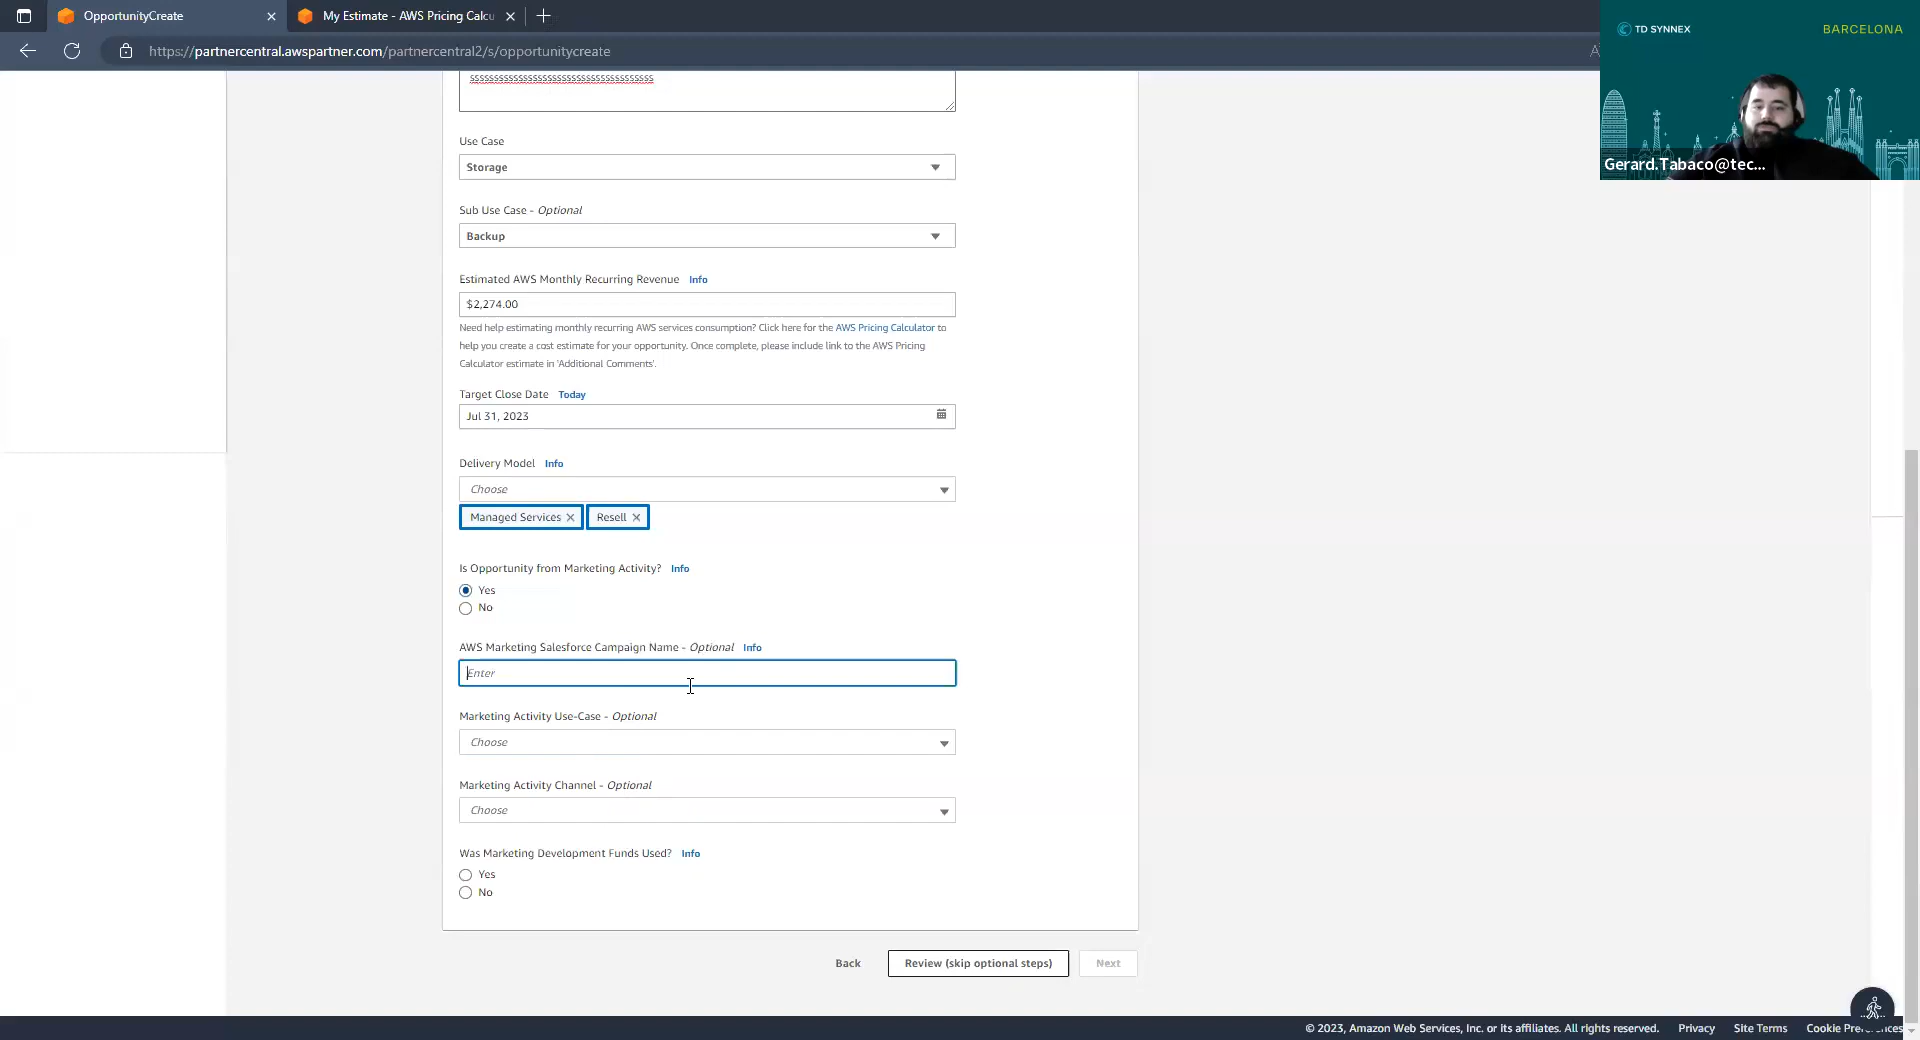 OpportunityCreate
My Estimate - AWS Pricing Calcu
https://partnercentral.awspartner.com/partnercentral2/s/opportunitycreate
TD SYNNEX
BARCELONA
Gerard.Tabaco@tec...
sssssssssssssssssssssssssssssssssssssss
Use Case
Storage
Sub Use Case - Optional
Backup
Estimated AWS Monthly Recurring Revenue Info
$2,274.00
Need help estimating monthly recurring AWS services consumption? Click here for the AWS Pricing Calculator to
help you create a cost estimate for your opportunity. Once complete, please include link to the AWS Pricing
Calculator estimate in 'Additional Comments'.
Target Close Date Today
Jul 31, 2023
Delivery Model Info
Choose
Managed Services
Resell
Is Opportunity from Marketing Activity? Info
Yes
No
AWS Marketing Salesforce Campaign Name - Optional Info
Enter
Marketing Activity Use-Case - Optional
Choose
Marketing Activity Channel - Optional
Choose
Was Marketing Development Funds Used? Info
Yes
No
Back
Review (skip optional steps)
Next
© 2023, Amazon Web Services, Inc. or its affiliates. All rights reserved.
Privacy
Site Terms
Cookie Preferences